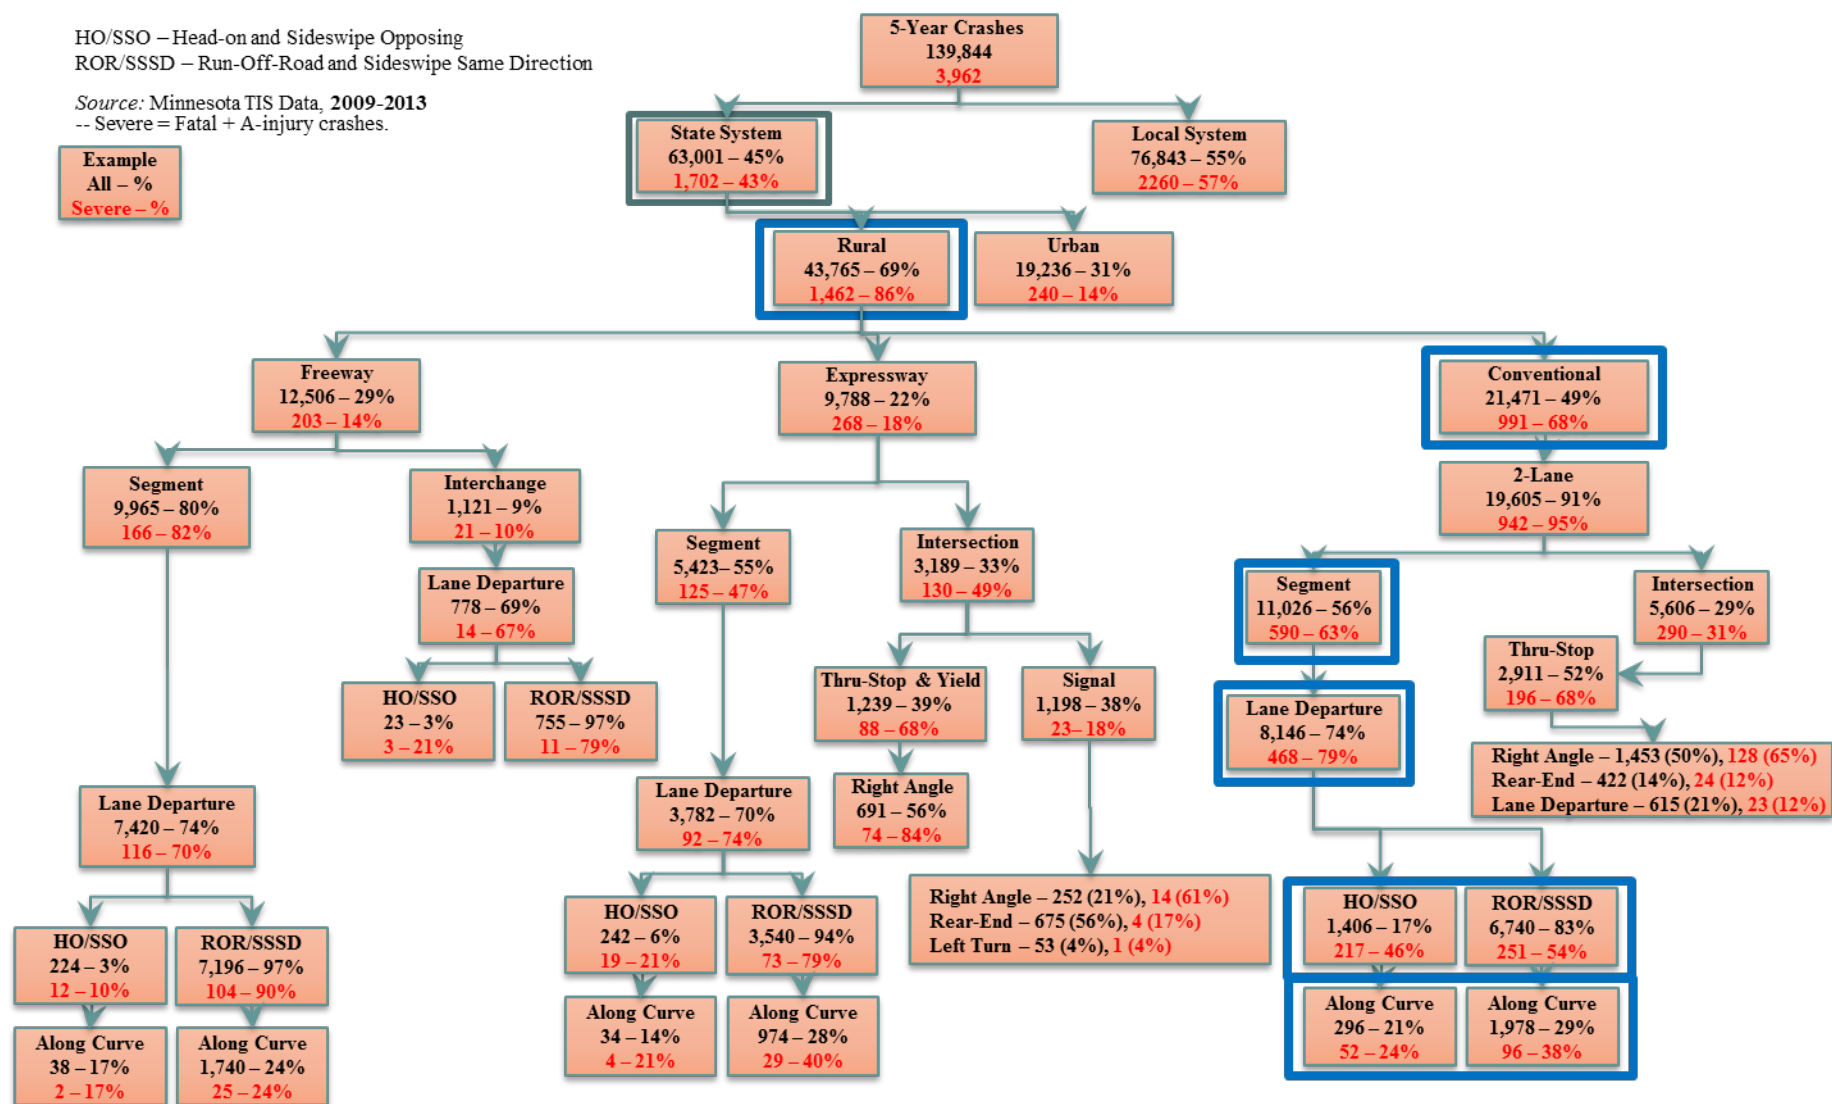 HO/SSO – Head-on and Sideswipe Opposing
ROR/SSSD – Run-Off-Road and Sideswipe Same Direction
Source: Minnesota TIS Data, 2009-2013
-- Severe = Fatal + A-injury crashes.
Example
All – %
Severe – %
5-Year Crashes
139,844
3,962
State System
63,001 – 45%
1,702 – 43%
Local System
76,843 – 55%
2260 – 57%
Rural
43,765 – 69%
1,462 – 86%
Urban
19,236 – 31%
240 – 14%
Freeway
12,506 – 29%
203 – 14%
Expressway
9,788 – 22%
268 – 18%
Conventional
21,471 – 49%
991 – 68%
Segment
9,965 – 80%
166 – 82%
Interchange
1,121 – 9%
21 – 10%
Lane Departure
778 – 69%
14 – 67%
HO/SSO
23 – 3%
3 – 21%
ROR/SSSD
755 – 97%
11 – 79%
Lane Departure
7,420 – 74%
116 – 70%
HO/SSO
224 – 3%
12 – 10%
ROR/SSSD
7,196 – 97%
104 – 90%
Along Curve
38 – 17%
2 – 17%
Along Curve
1,740 – 24%
25 – 24%
Segment
5,423– 55%
125 – 47%
Intersection
3,189 – 33%
130 – 49%
Thru-Stop & Yield
1,239 – 39%
88 – 68%
Signal
1,198 – 38%
23– 18%
Right Angle
691 – 56%
74 – 84%
Lane Departure
3,782 – 70%
92 – 74%
HO/SSO
242 – 6%
19 – 21%
ROR/SSSD
3,540 – 94%
73 – 79%
Along Curve
34 – 14%
4 – 21%
Along Curve
974 – 28%
29 – 40%
Right Angle – 252 (21%), 14 (61%)
Rear-End – 675 (56%), 4 (17%)
Left Turn – 53 (4%), 1 (4%)
2-Lane
19,605 – 91%
942 – 95%
Segment
11,026 – 56%
590 – 63%
Intersection
5,606 – 29%
290 – 31%
Thru-Stop
2,911 – 52%
196 – 68%
Right Angle – 1,453 (50%), 128 (65%)
Rear-End – 422 (14%), 24 (12%)
Lane Departure – 615 (21%), 23 (12%)
Lane Departure
8,146 – 74%
468 – 79%
HO/SSO
1,406 – 17%
217 – 46%
ROR/SSSD
6,740 – 83%
251 – 54%
Along Curve
296 – 21%
52 – 24%
Along Curve
1,978 – 29%
96 – 38%